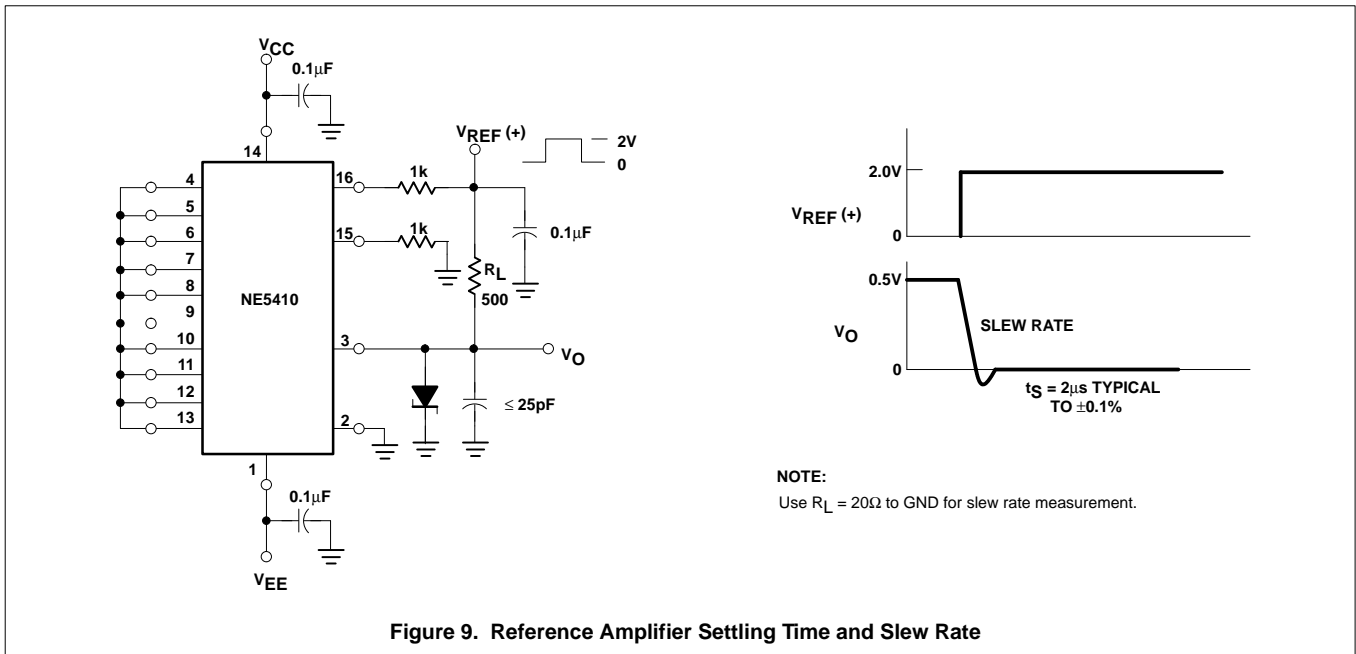 VCC
0.1μF
14
4
5
6
7
8
9
10
11
12
13
NE5410
16
15
3
2
1
1k
1k
VREF (+)
2V
0
0.1μF
RL
500
VO
≤ 25pF
0.1μF
VEE
2.0V
VREF (+)
0
0.5V
SLEW RATE
VO
0
tS = 2μs TYPICAL
TO ±0.1%
NOTE:
Use RL = 20Ω to GND for slew rate measurement.
Figure 9. Reference Amplifier Settling Time and Slew Rate